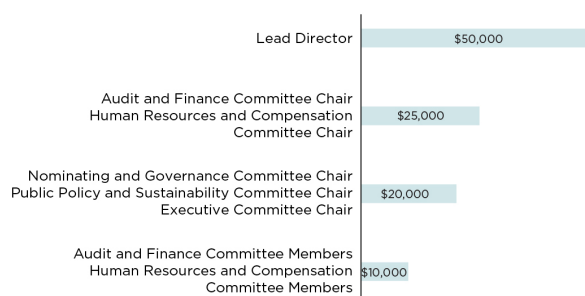 Lead Director
$50,000
Audit and Finance Committee Chair
Human Resources and Compensation
Committee Chair
$25,000
Nominating and Governance Committee Chair
Public Policy and Sustainability Committee Chair
Executive Committee Chair
$20,000
Audit and Finance Committee Members
Human Resources and Compensation
Committee Members
$10,000